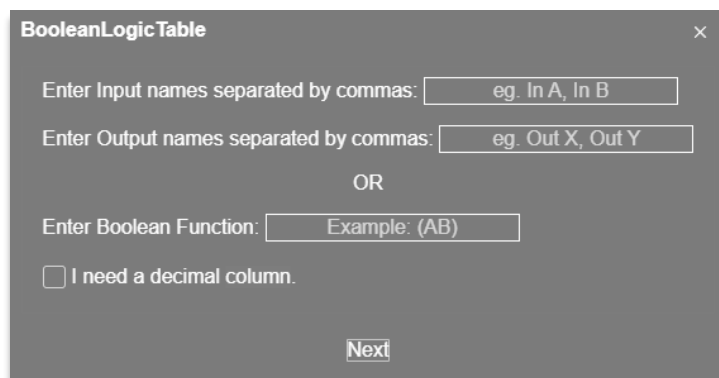 BooleanLogicTable ×
Enter Input names separated by commas: eg. In A, In B
Enter Output names separated by commas: eg. Out X, Out Y
OR
Enter Boolean Function: Example: (AB)
I need a decimal column.
Next